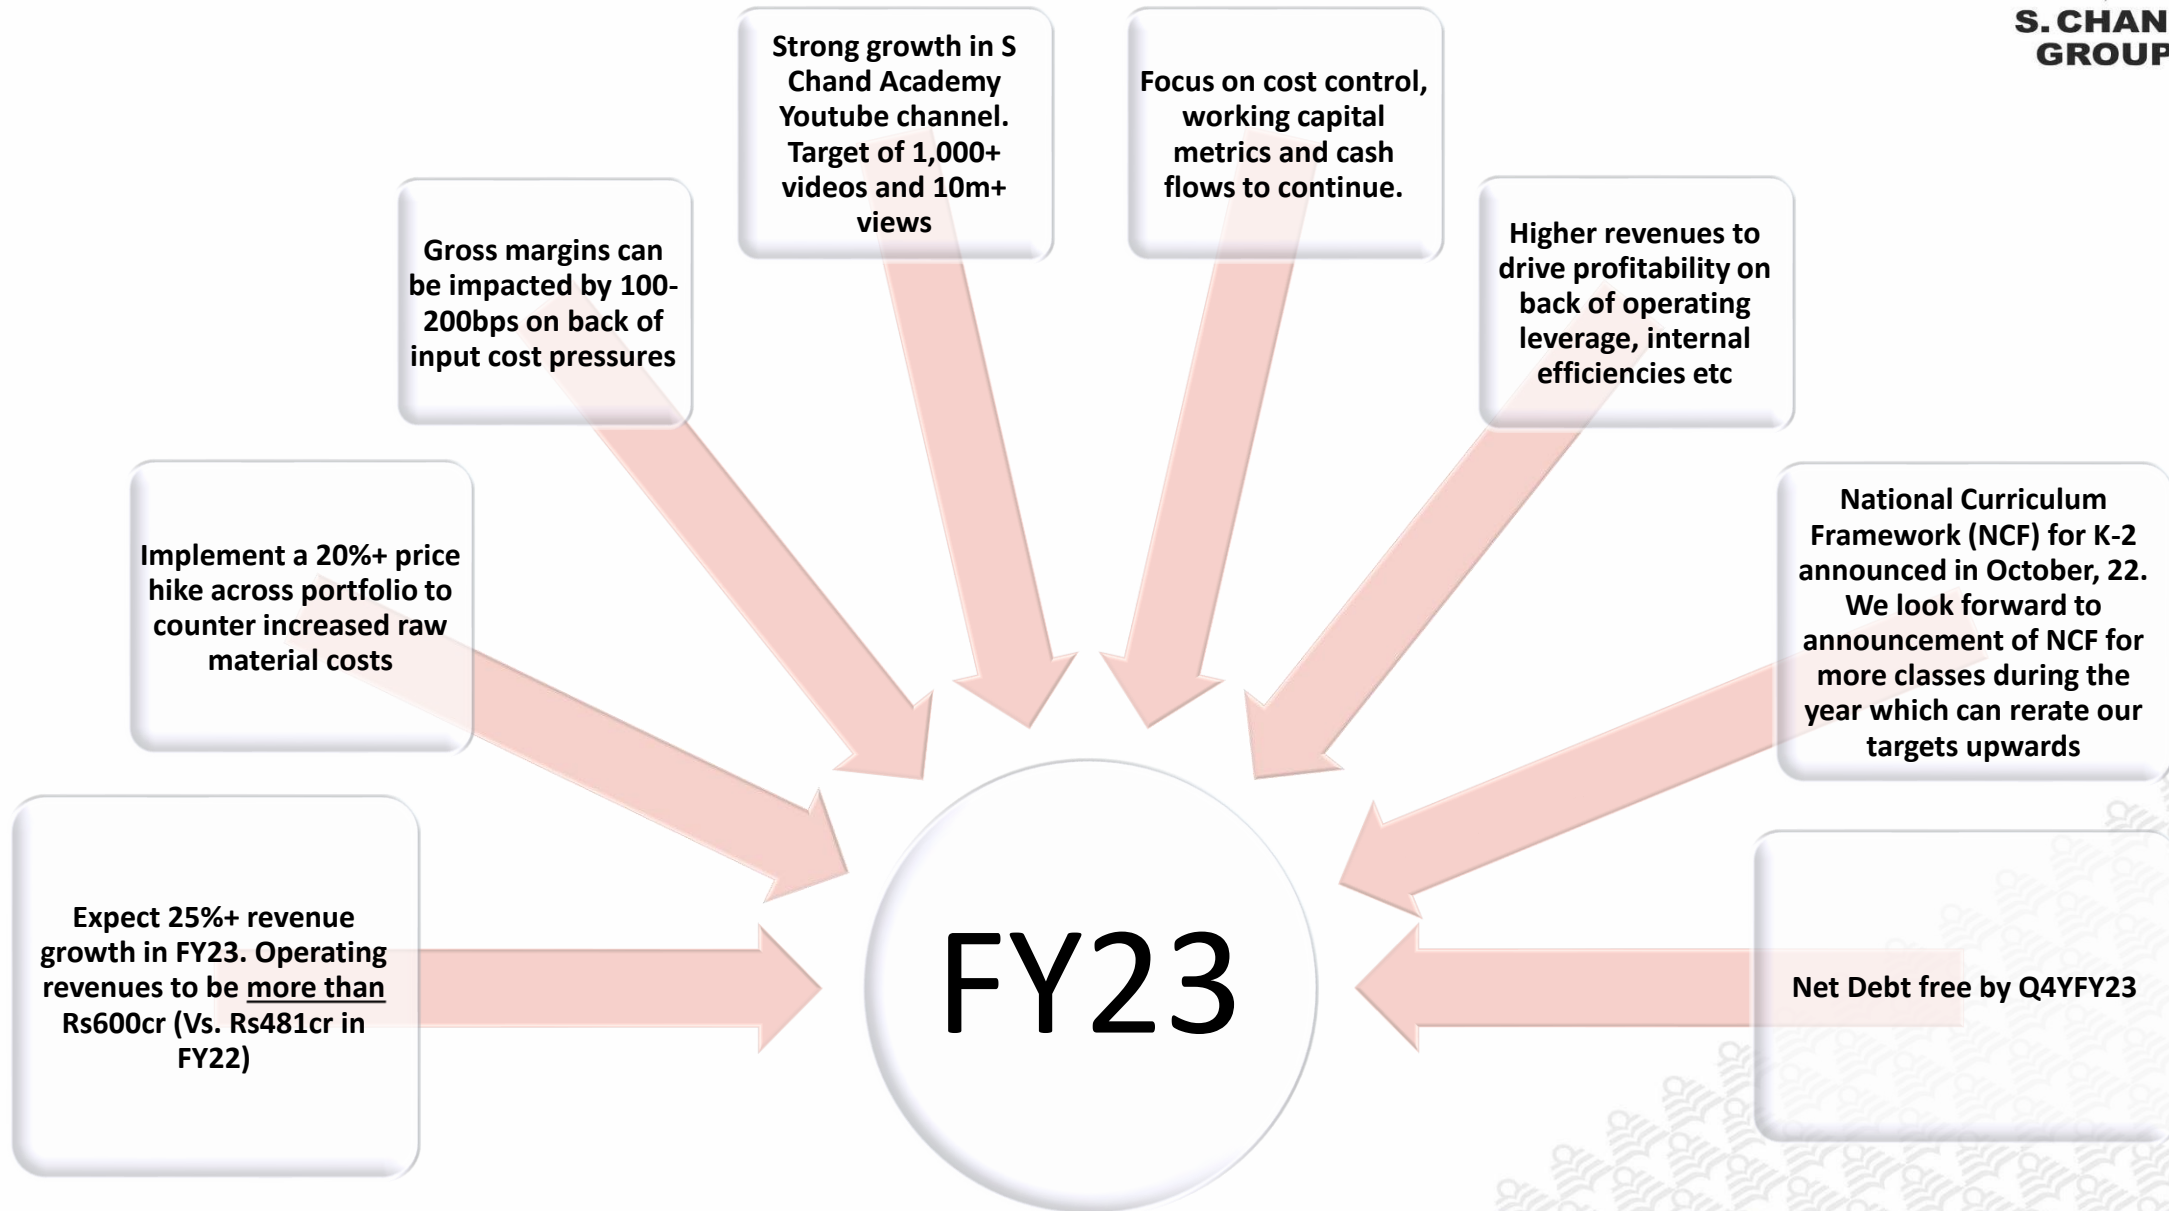 S. CHAN
GROUP
Strong growth in S
Chand Academy
Youtube channel.
Target of 1,000+
videos and 10m+
views
Focus on cost control,
working capital
metrics and cash
flows to continue.
Gross margins can
be impacted by 100-
200bps on back of
input cost pressures
Higher revenues to
drive profitability on
back of operating
leverage, internal
efficiencies etc
Implement a 20%+ price
hike across portfolio to
counter increased raw
material costs
National Curriculum
Framework (NCF) for K-2
announced in October, 22.
We look forward to
announcement of NCF for
more classes during the
year which can rerate our
targets upwards
Expect 25%+ revenue
growth in FY23. Operating
revenues to be more than
Rs600cr (Vs. Rs481cr in
FY22)
FY23
Net Debt free by Q4YFY23